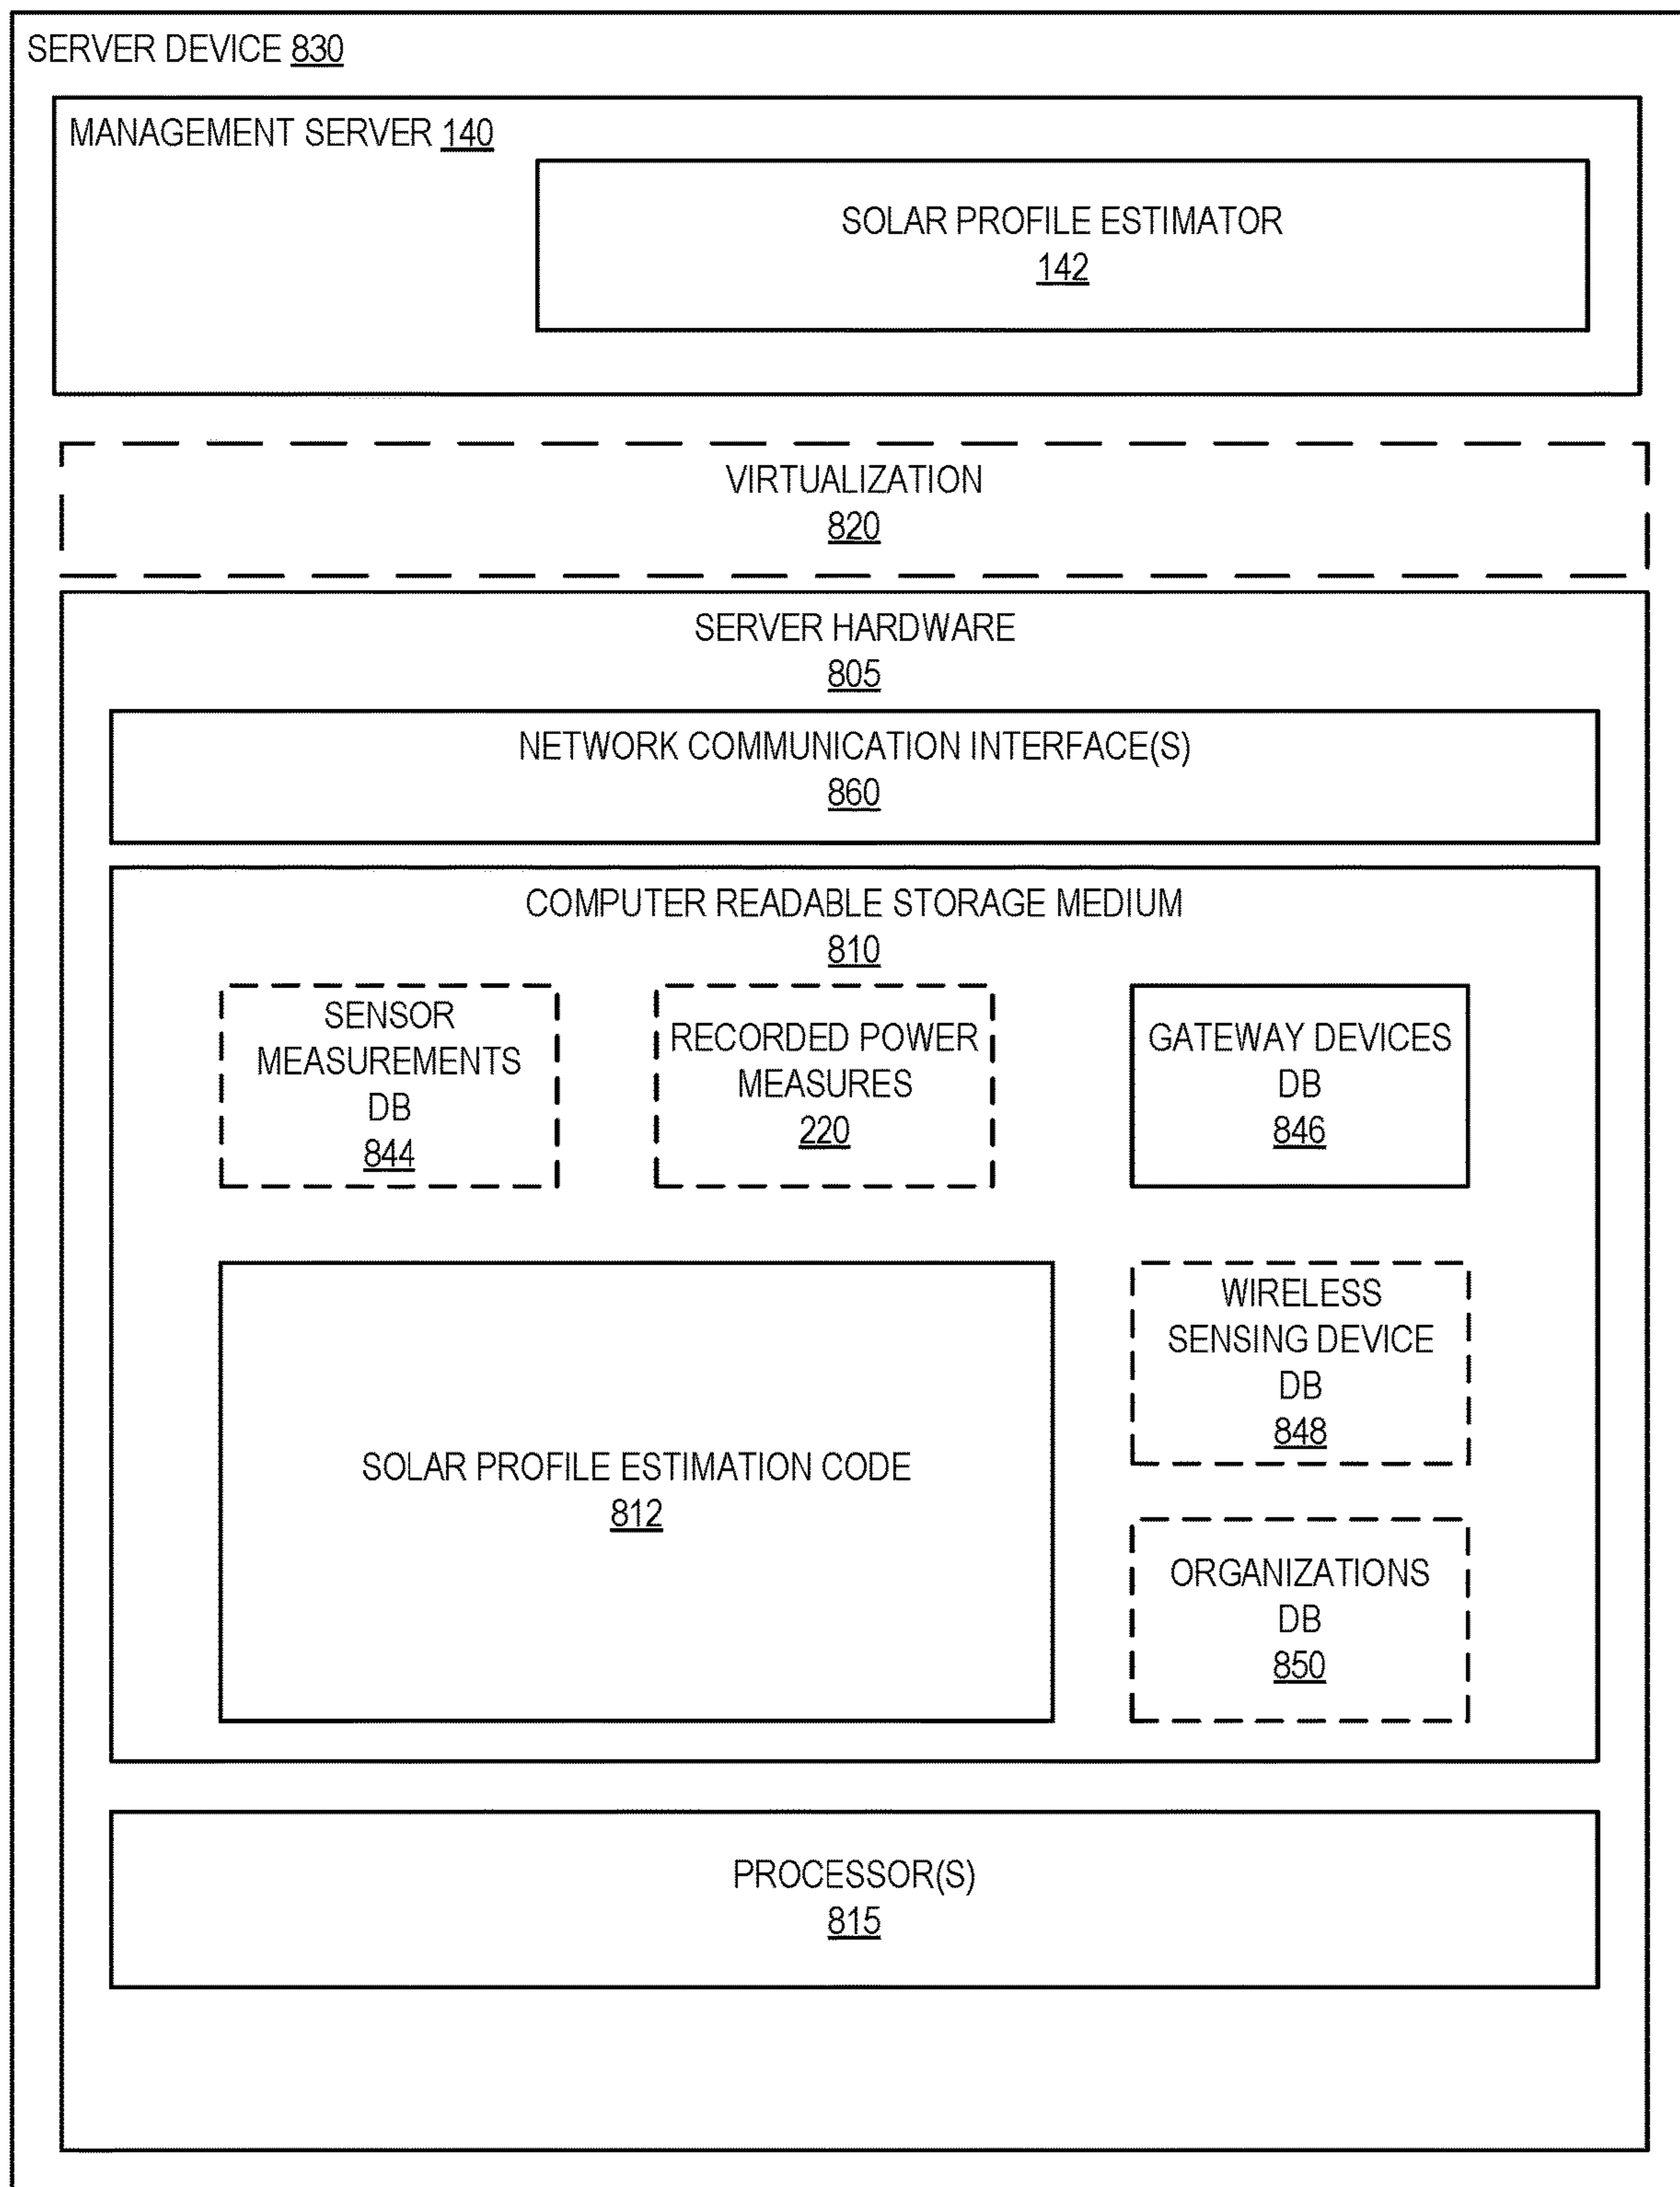 SERVER DEVICE 830
MANAGEMENT SERVER 140
SOLAR PROFILE ESTIMATOR
142
VIRTUALIZATION
820
SERVER HARDWARE
805
NETWORK COMMUNICATION INTERFACE(S)
860
COMPUTER READABLE STORAGE MEDIUM
810
SENSOR
MEASUREMENTS
DB
844
RECORDED POWER
MEASURES
220
GATEWAY DEVICES
DB
846
SOLAR PROFILE ESTIMATION CODE
812
WIRELESS
SENSING DEVICE
DB
848
ORGANIZATIONS
DB
850
PROCESSOR(S)
815